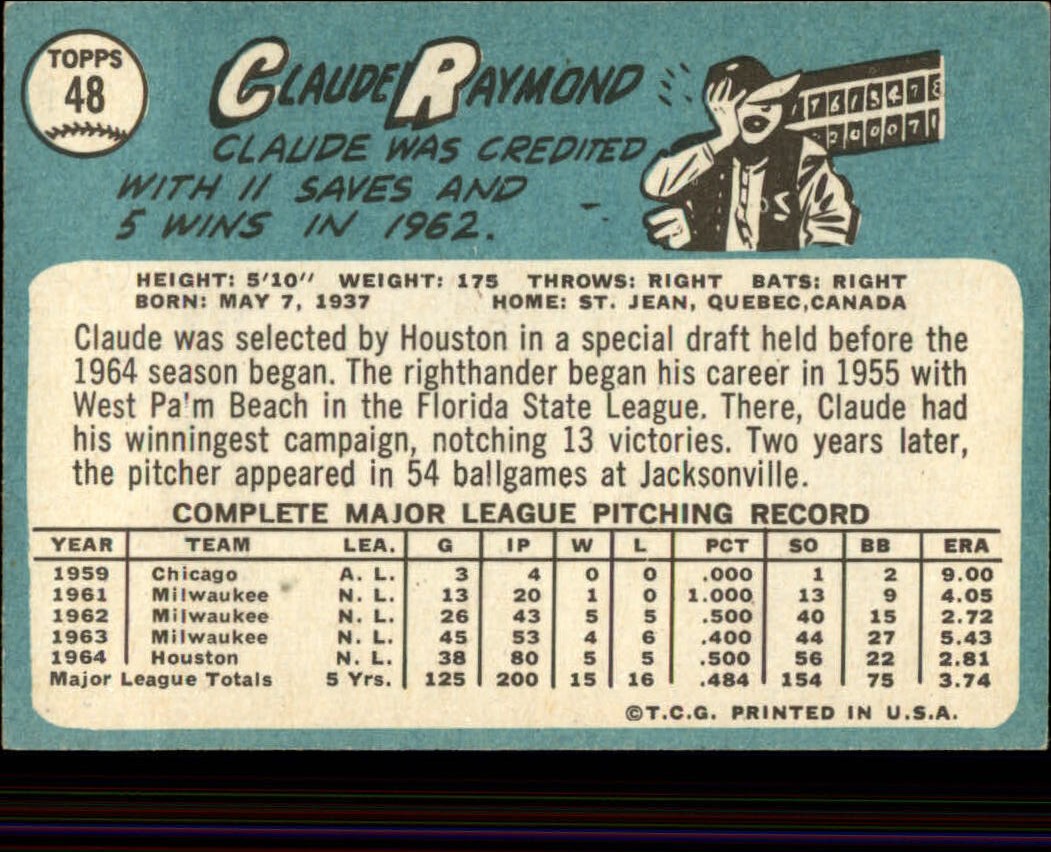 TOPPS
48
CLAUDE RAYMOND
CLAUDE WAS CREDITED
WITH 11 SAVES AND
5 WINS IN 1962.
HEIGHT: 5'10" WEIGHT: 175 THROWS: RIGHT BATS: RIGHT
BORN: MAY 7, 1937 HOME: ST. JEAN, QUEBEC, CANADA
Claude was selected by Houston in a special draft held before the
1964 season began. The righthander began his career in 1955 with
West Pa'm Beach in the Florida State League. There, Claude had
his winningest campaign, notching 13 victories. Two years later,
the pitcher appeared in 54 ballgames at Jacksonville.
COMPLETE MAJOR LEAGUE PITCHING RECORD
YEAR TEAM LEA. G IP W L PCT SO BB ERA
1959 Chicago A. L. 3 4 0 0 .000 1 2 9.00
1961 Milwaukee N. L. 13 20 1 0 1.000 13 9 4.05
1962 Milwaukee N. L. 26 43 5 5 .500 40 15 2.72
1963 Milwaukee N. L. 45 53 4 6 .400 44 27 5.43
1964 Houston N. L. 38 80 5 5 .500 56 22 2.81
Major League Totals 5 Yrs. 125 200 15 16 .484 154 75 3.74
©T.C.G. PRINTED IN U.S.A.